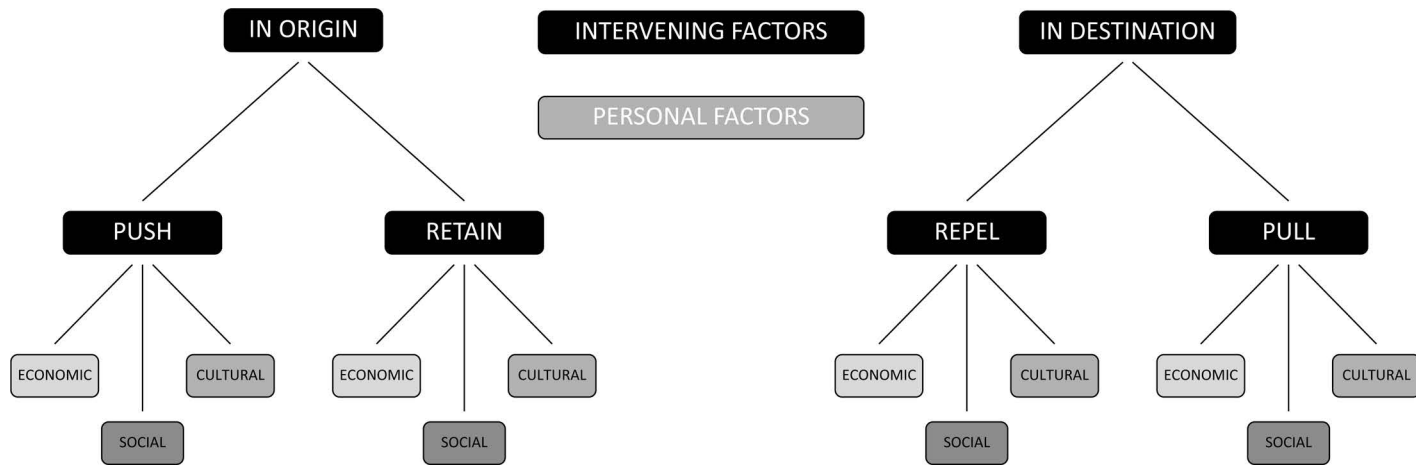 IN ORIGIN
INTERVENING FACTORS
IN DESTINATION
PERSONAL FACTORS
PUSH
RETAIN
REPEL
PULL
ECONOMIC
CULTURAL
ECONOMIC
CULTURAL
ECONOMIC
CULTURAL
ECONOMIC
CULTURAL
SOCIAL
SOCIAL
SOCIAL
SOCIAL